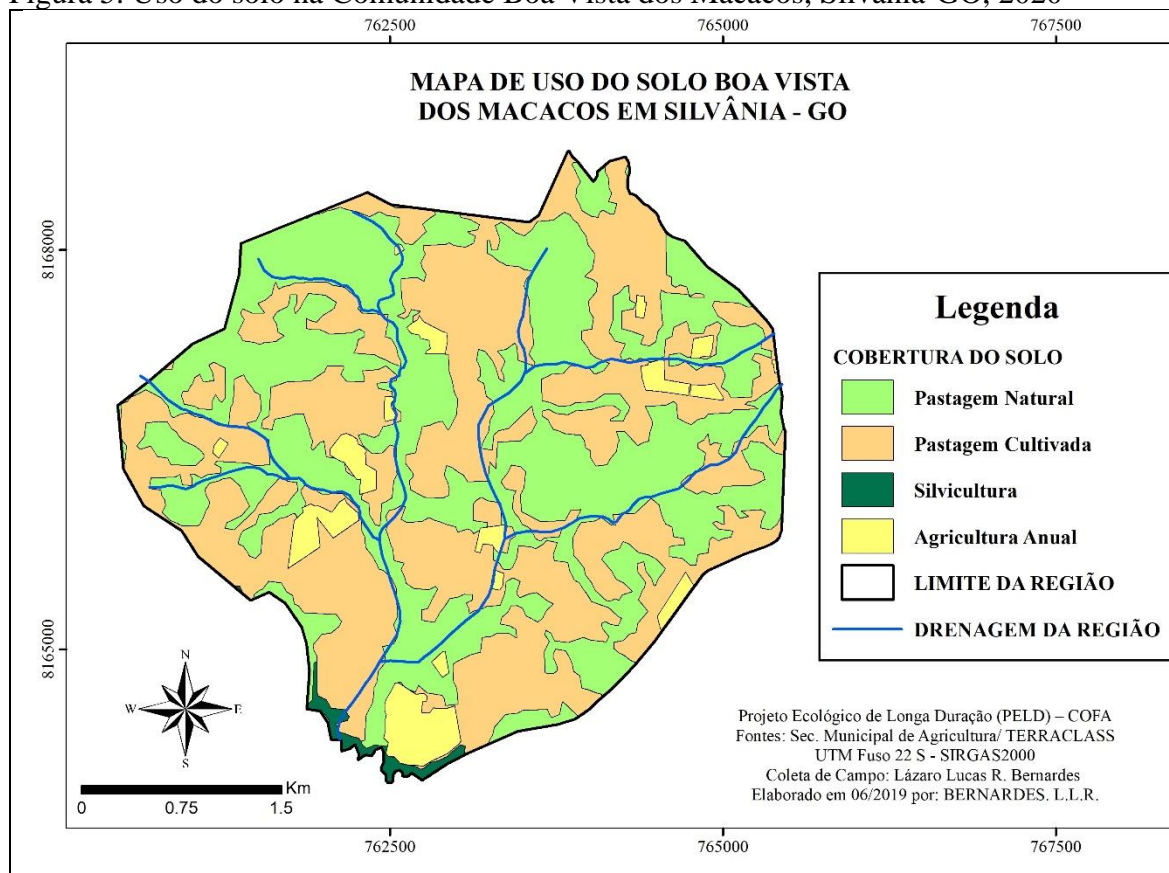 Figura 5: Uso do solo na Comunidade Boa Vista dos Macacos, Silvânia-GO, 2020
762500 765000 767500
MAPA DE USO DO SOLO BOA VISTA
DOS MACACOS EM SILVÂNIA - GO
8168000
8165000
Legenda
COBERTURA DO SOLO
Pastagem Natural
Pastagem Cultivada
Silvicultura
Agricultura Anual
LIMITE DA REGIÃO
DRENAGEM DA REGIÃO
N
W E
S
Km
0 0.75 1.5
Projeto Ecológico de Longa Duração (PELD) – COFA
Fontes: Sec. Municipal de Agricultura/ TERRACLASS
UTM Fuso 22 S - SIRGAS2000
Coleta de Campo: Lázaro Lucas R. Bernardes
Elaborado em 06/2019 por: BERNARDES. L.L.R.
762500 765000 767500